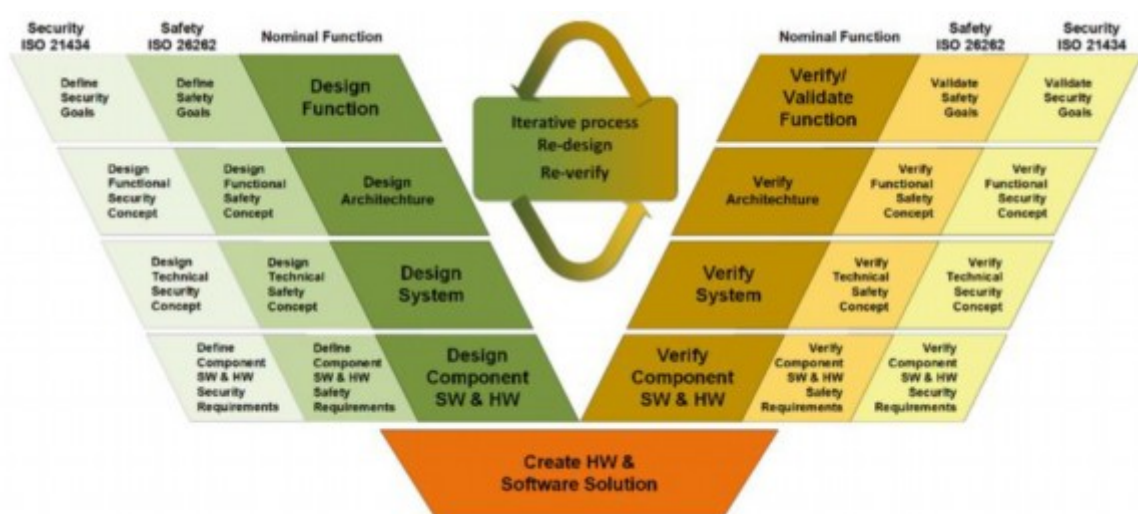 Security
ISO 21434
Safety
ISO 26262
Nominal Function
Nominal Function
Safety
ISO 26262
Security
ISO 21434
Define
Security
Goals
Define
Safety
Goals
Design
Function
Iterative process
Re-design
Re-verify
Verify/
Validate
Function
Validate
Safety
Goals
Validate
Security
Goals
Design
Functional
Security
Concept
Design
Functional
Safety
Concept
Design
Architechture
Verify
Architechture
Verify
Functional
Safety
Concept
Verify
Functional
Security
Concept
Design
Technical
Security
Concept
Design
Technical
Safety
Concept
Design
System
Verify
System
Verify
Technical
Safety
Concept
Verify
Technical
Security
Concept
Define
Component
SW & HW
Security
Requirements
Define
Component
SW & HW
Safety
Requirements
Design
Component
SW & HW
Verify
Component
SW & HW
Verify
Component
SW & HW
Safety
Requirements
Verify
Component
SW & HW
Security
Requirements
Create HW &
Software Solution